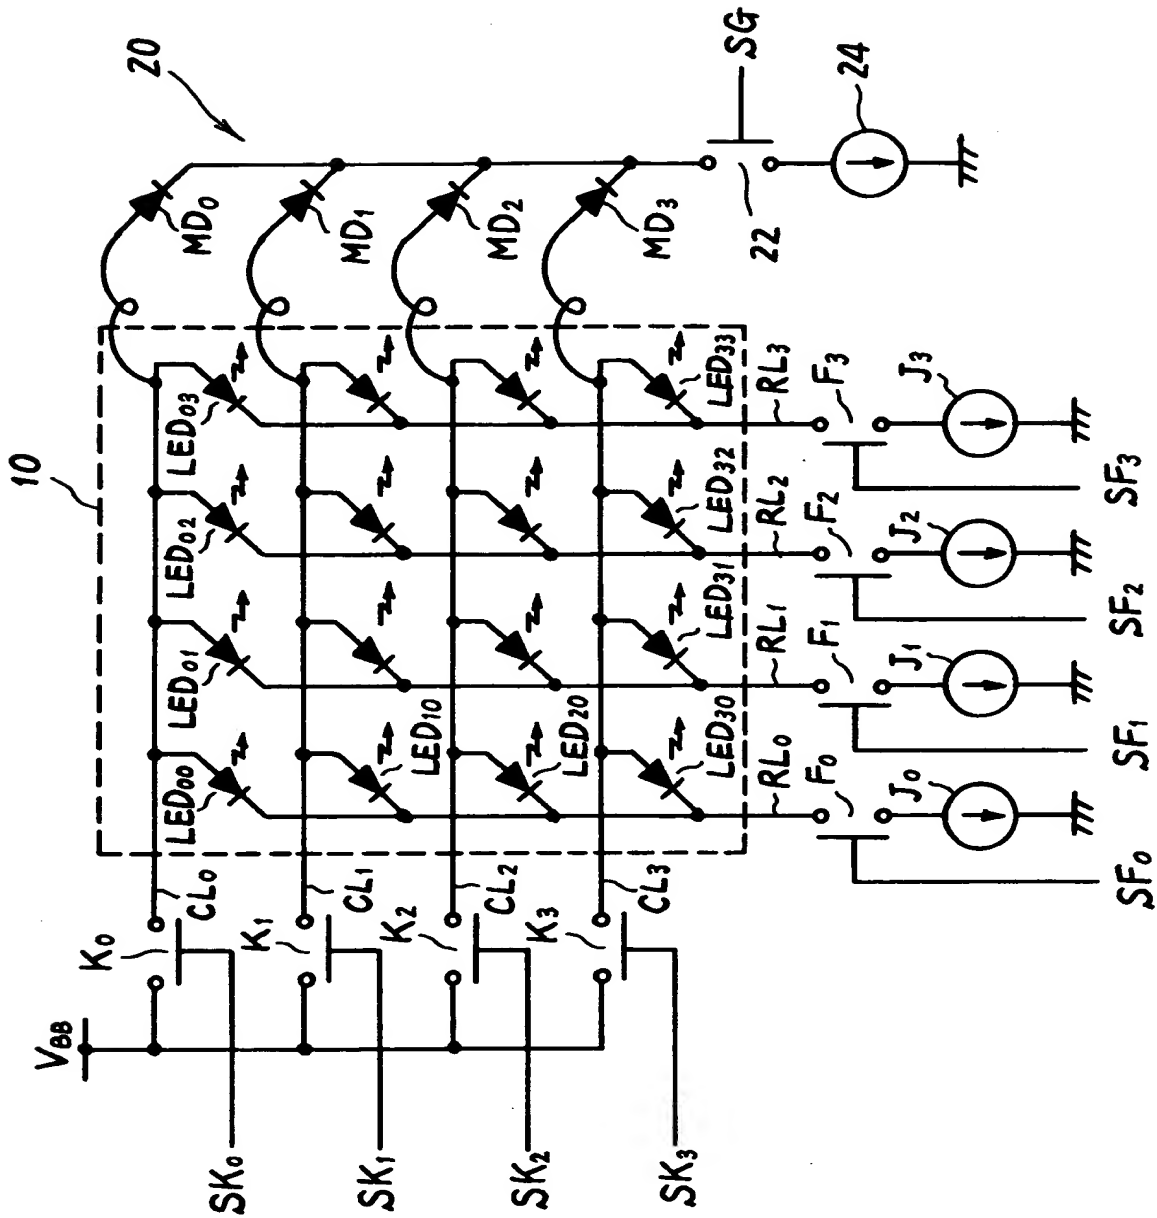 20
10
V_BB
K₀
CL₀
SK₀
LED₀₀
LED₀₁
LED₀₂
LED₀₃
MD₀
K₁
CL₁
SK₁
LED₁₀
MD₁
K₂
CL₂
SK₂
LED₂₀
MD₂
K₃
CL₃
SK₃
LED₃₀
LED₃₁
LED₃₂
LED₃₃
MD₃
RL₀
RL₁
RL₂
RL₃
22
SG
24
F₀
F₁
F₂
F₃
J₀
J₁
J₂
J₃
SF₀
SF₁
SF₂
SF₃